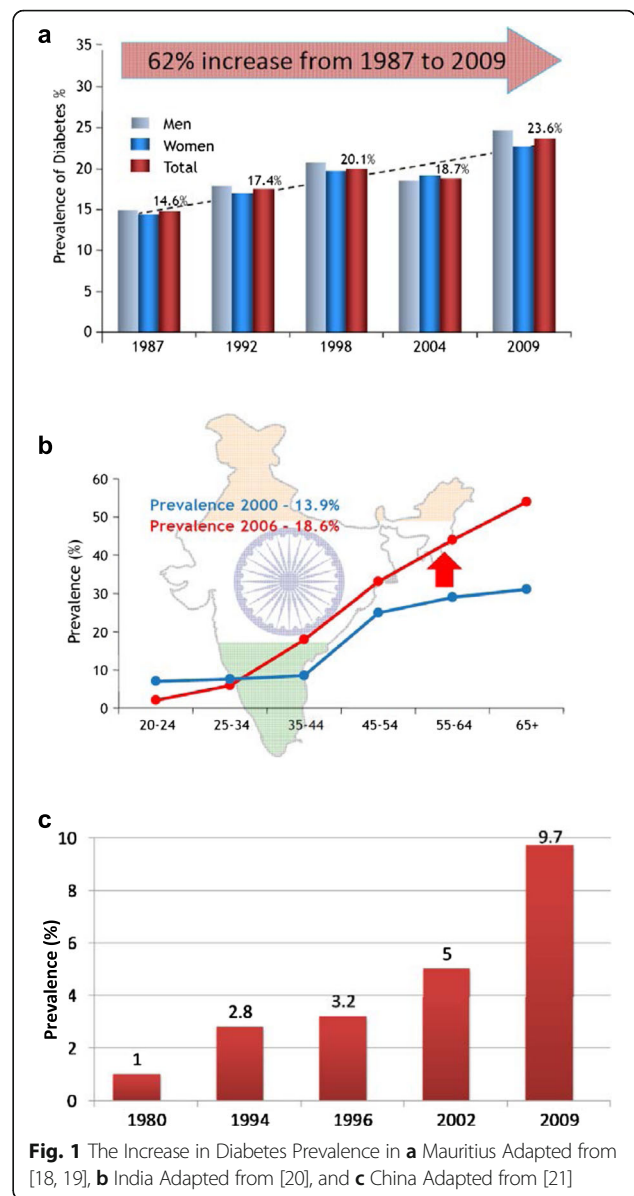 a
62% increase from 1987 to 2009
Prevalence of Diabetes %
35
30
25
20
15
10
5
0
Men
Women
Total
14.6%
17.4%
20.1%
18.7%
23.6%
1987 1992 1998 2004 2009
b
Prevalence (%)
60
50
40
30
20
10
0
Prevalence 2000 - 13.9%
Prevalence 2006 - 18.6%
20-24 25-34 35-44 45-54 55-64 65+
c
Prevalence (%)
10
8
6
4
2
0
1
2.8
3.2
5
9.7
1980 1994 1996 2002 2009
Fig. 1 The Increase in Diabetes Prevalence in a Mauritius Adapted from
[18, 19], b India Adapted from [20], and c China Adapted from [21]